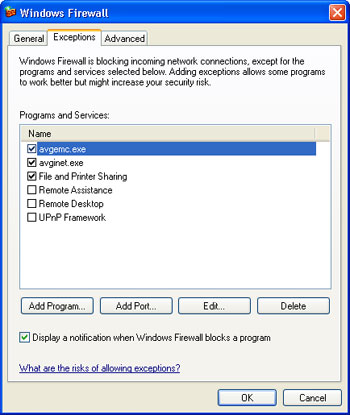 Windows Firewall
General Exceptions Advanced
Windows Firewall is blocking incoming network connections, except for the
programs and services selected below. Adding exceptions allows some programs
to work better but might increase your security risk.
Programs and Services:
Name
avgemc.exe
avginet.exe
File and Printer Sharing
Remote Assistance
Remote Desktop
UPnP Framework
Add Program... Add Port... Edit... Delete
Display a notification when Windows Firewall blocks a program
What are the risks of allowing exceptions?
OK Cancel